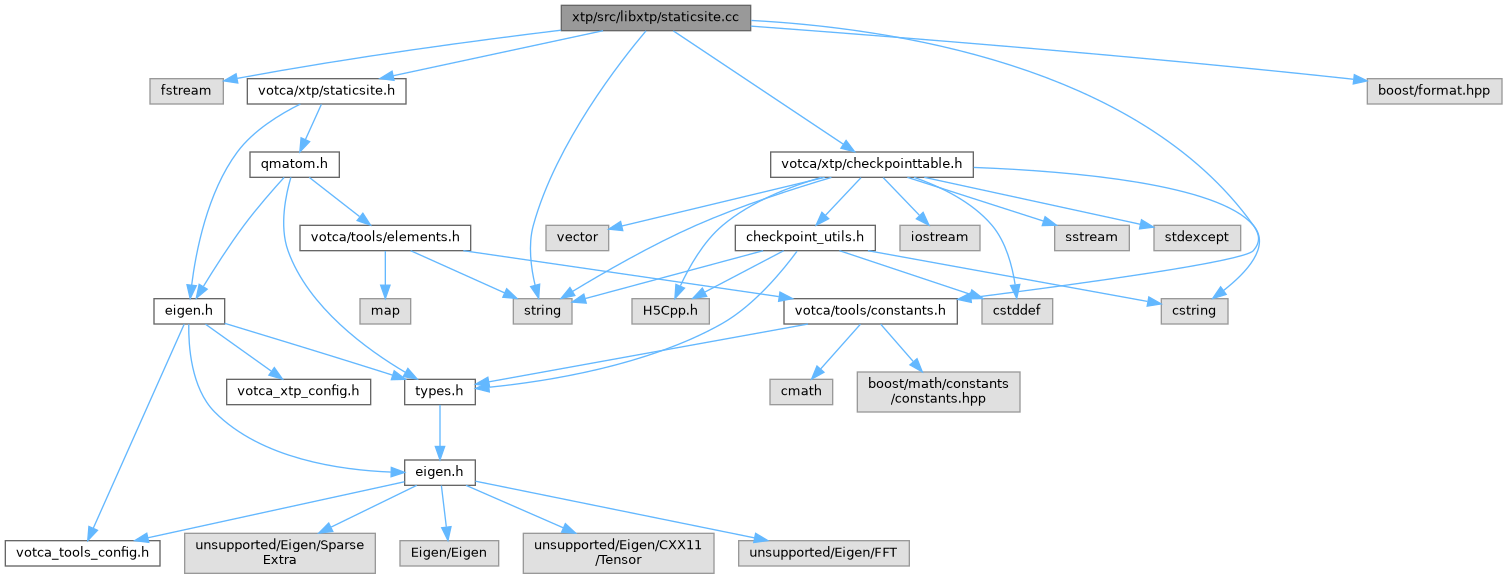 xtp/src/libxtp/staticsite.cc
fstream
votca/xtp/staticsite.h
boost/format.hpp
qmatom.h
votca/xtp/checkpointtable.h
votca/tools/elements.h
vector
checkpoint_utils.h
iostream
sstream
stdexcept
eigen.h
map
string
H5Cpp.h
votca/tools/constants.h
cstddef
cstring
votca_xtp_config.h
types.h
cmath
boost/math/constants
/constants.hpp
eigen.h
votca_tools_config.h
unsupported/Eigen/Sparse
Extra
Eigen/Eigen
unsupported/Eigen/CXX11
/Tensor
unsupported/Eigen/FFT